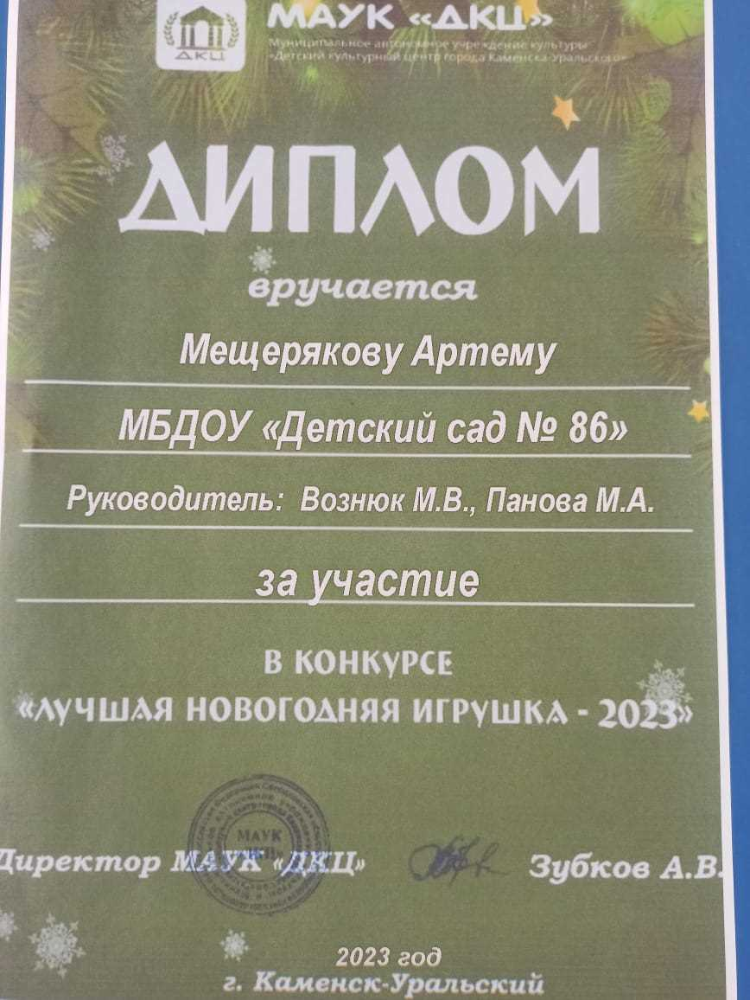 МАУК «ДКЦ»
ДКЦ
Муниципальное автономное учреждение культуры
«Детский культурный центр города Каменска-Уральского»
ДИПЛОМ
вручается
Мещерякову Артему
МБДОУ «Детский сад № 86»
Руководитель: Вознюк М.В., Панова М.А.
за участие
В КОНКУРСЕ
«ЛУЧШАЯ НОВОГОДНЯЯ ИГРУШКА - 2023»
МАУК
"ДКЦ"
Директор МАУК «ДКЦ» Зубков А.В.
2023 год
г. Каменск-Уральский